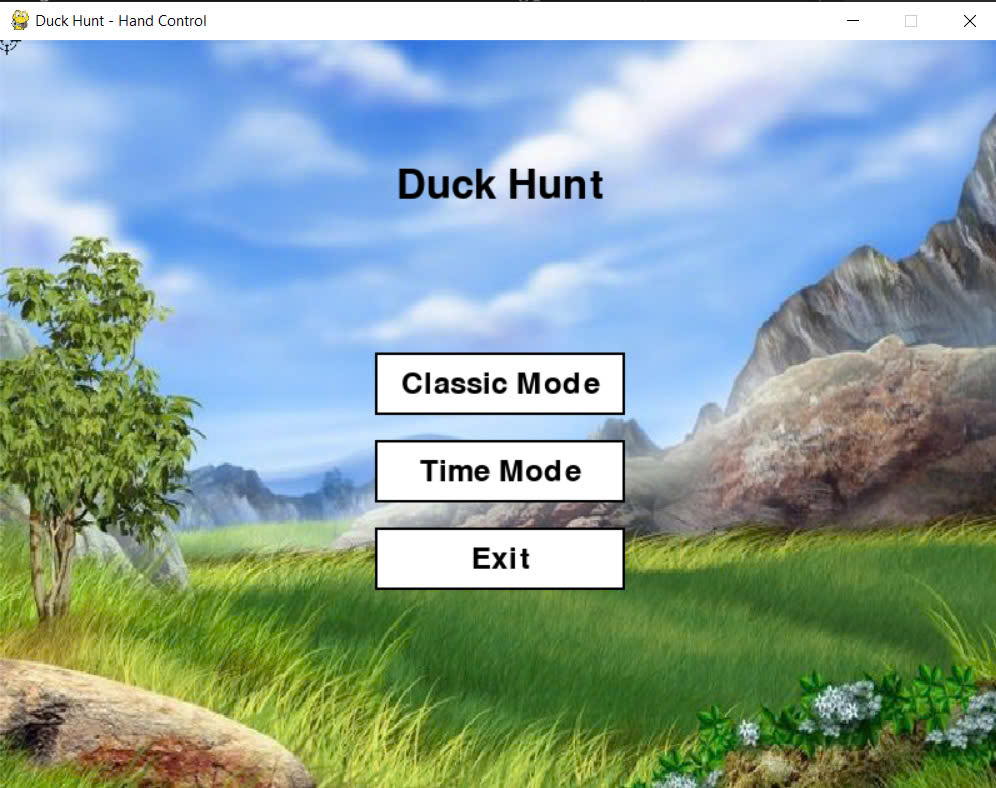 Duck Hunt - Hand Control
Duck Hunt
Classic Mode
Time Mode
Exit